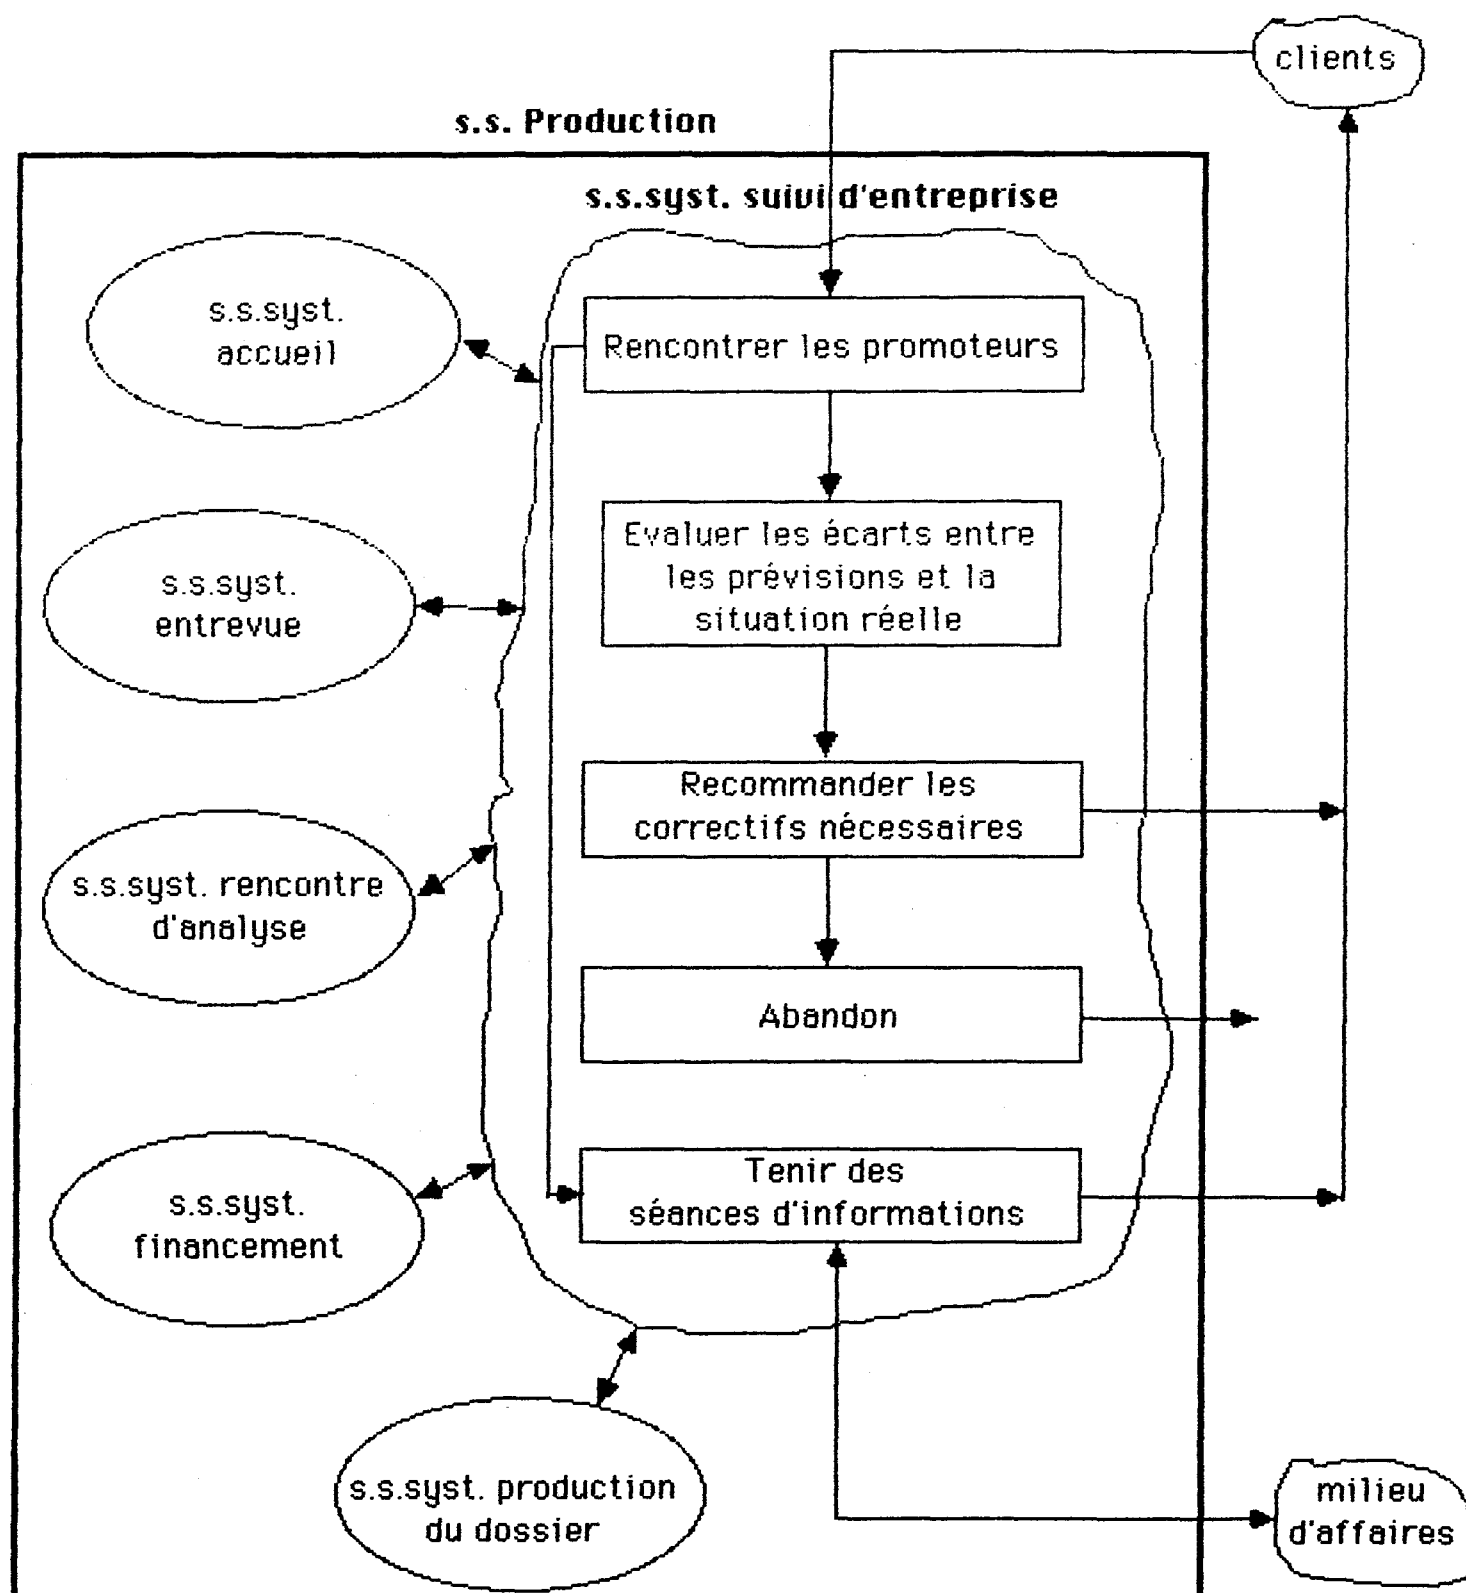 clients
s.s. Production
s.s.syst. suivi d'entreprise
s.s.syst.
accueil
Rencontrer les promoteurs
Evaluer les écarts entre
les prévisions et la
situation réelle
s.s.syst.
entrevue
Recommander les
correctifs nécessaires
s.s.syst. rencontre
d'analyse
Abandon
Tenir des
séances d'informations
s.s.syst.
financement
s.s.syst. production
du dossier
milieu
d'affaires